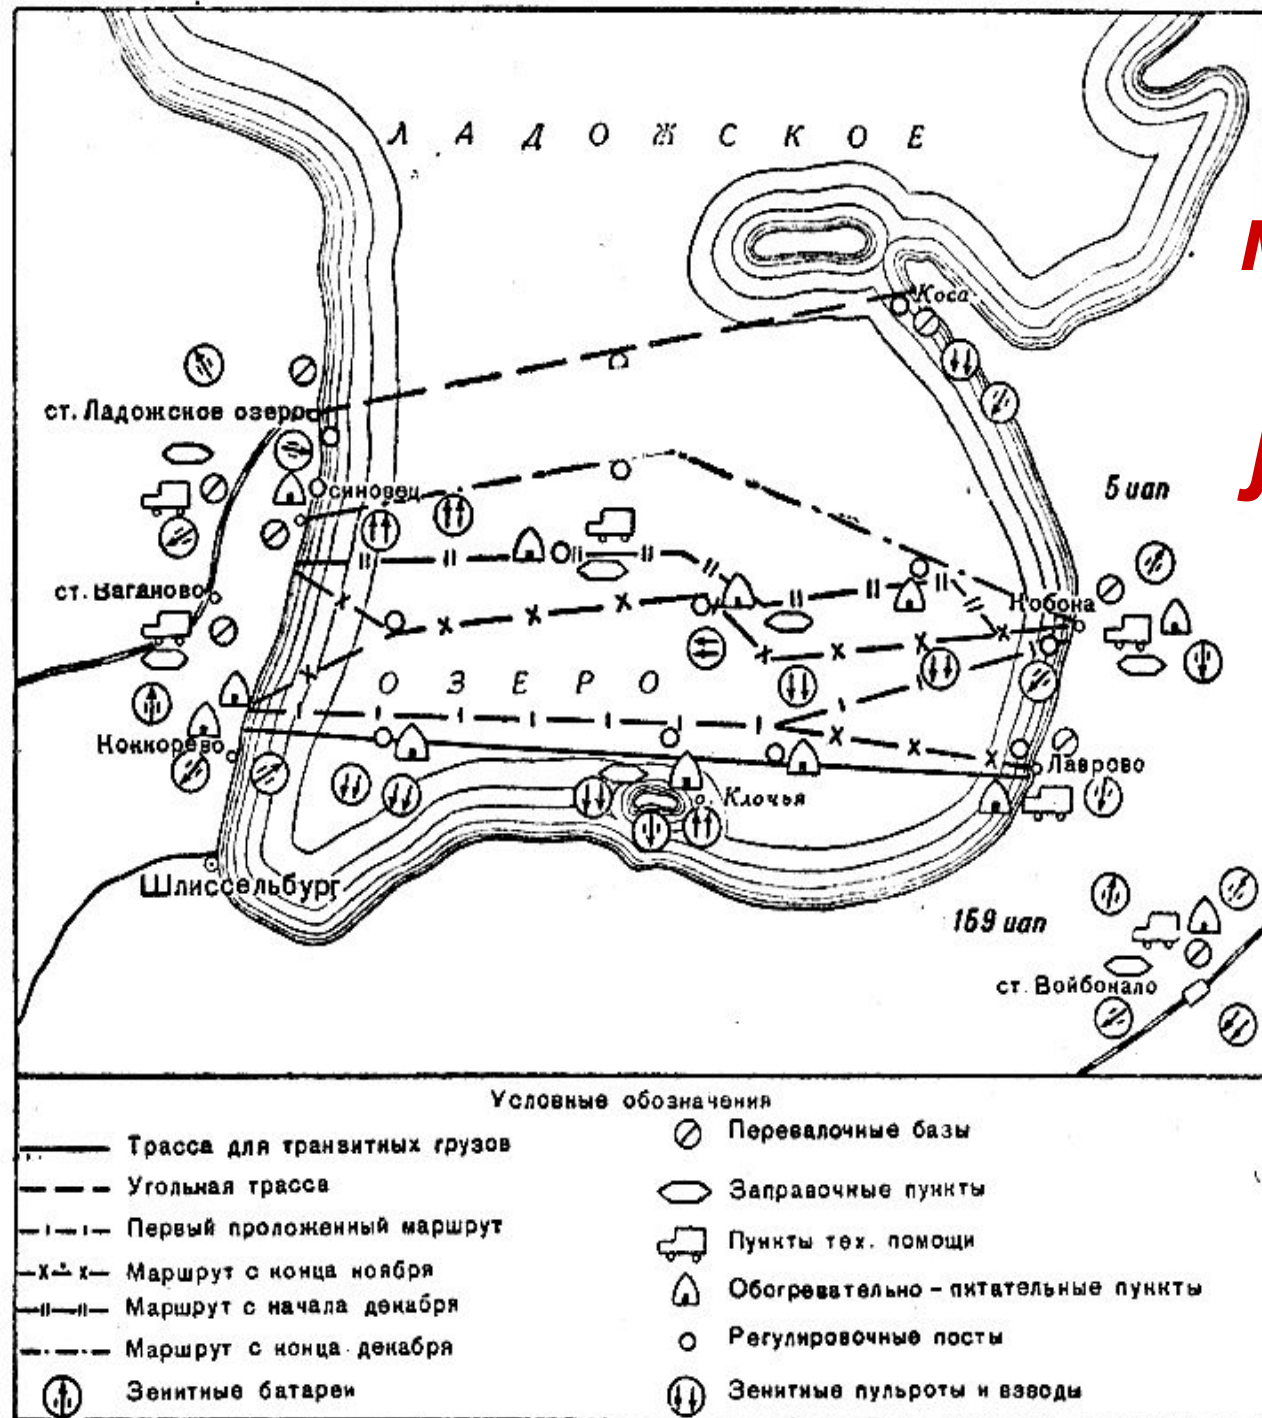 ЛАДОЖСКОЕ
Коса
ст. Ладожское озеро
5 иап
Осиновец
ст. Ваганово
Кобона
ОЗЕРО
Коккорево
Лаврово
о. Клочья
Шлиссельбург
159 иап
ст. Войбокало
Условные обозначения
Трасса для транзитных грузов
Перевалочные базы
Угольная трасса
Заправочные пункты
Первый проложенный маршрут
Пункты тех. помощи
Маршрут с конца ноября
Обогревательно-питательные пункты
Маршрут с начала декабря
Регулировочные посты
Маршрут с конца декабря
Зенитные батареи
Зенитные пульроты и взводы